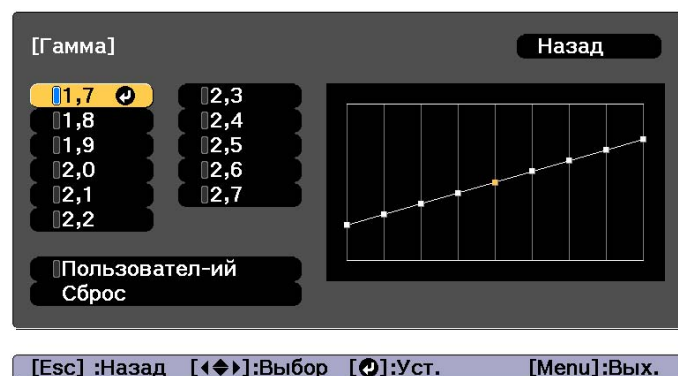 [Гамма]
Назад
1,7
1,8
1,9
2,0
2,1
2,2
2,3
2,4
2,5
2,6
2,7
Пользовател-ий
Сброс
[Esc] :Назад [◀◆▶]:Выбор [↵]:Уст. [Menu]:Вых.